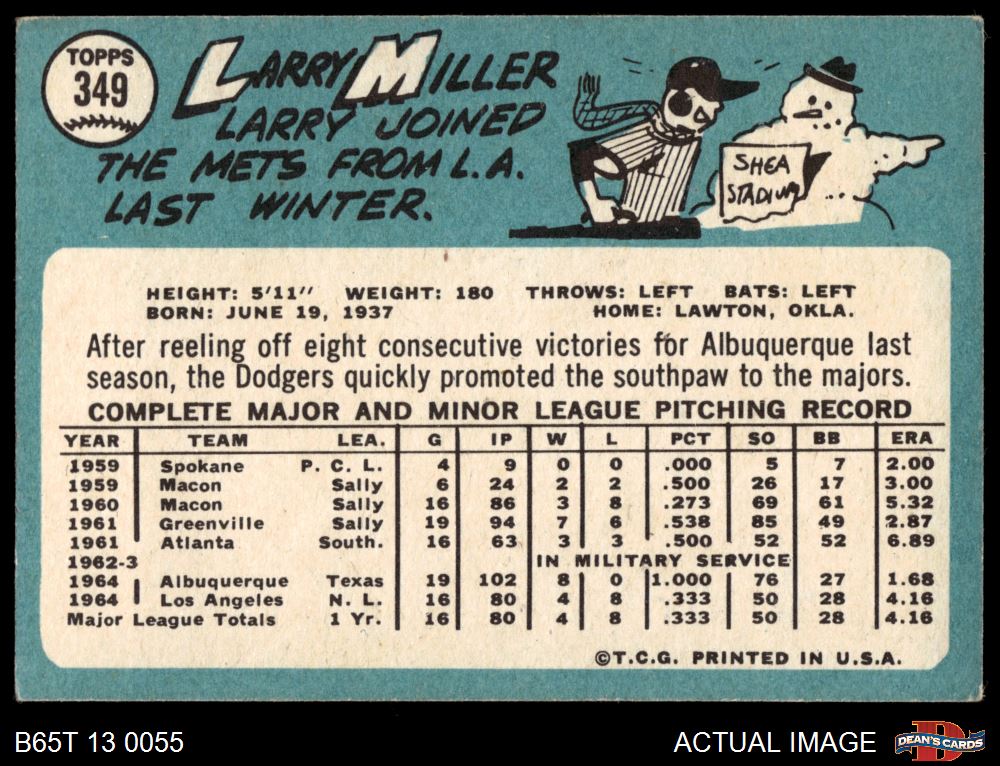 TOPPS
349
LARRY MILLER
LARRY JOINED
THE METS FROM L.A.
LAST WINTER.
SHEA
STADIUM
HEIGHT: 5'11" WEIGHT: 180 THROWS: LEFT BATS: LEFT
BORN: JUNE 19, 1937 HOME: LAWTON, OKLA.
After reeling off eight consecutive victories for Albuquerque last
season, the Dodgers quickly promoted the southpaw to the majors.
COMPLETE MAJOR AND MINOR LEAGUE PITCHING RECORD
YEAR TEAM LEA. G IP W L PCT SO BB ERA
1959 Spokane P. C. L. 4 9 0 0 .000 5 7 2.00
1959 Macon Sally 6 24 2 2 .500 26 17 3.00
1960 Macon Sally 16 86 3 8 .273 69 61 5.32
1961 Greenville Sally 19 94 7 6 .538 85 49 2.87
1961 Atlanta South. 16 63 3 3 .500 52 52 6.89
1962-3 IN MILITARY SERVICE
1964 Albuquerque Texas 19 102 8 0 1.000 76 27 1.68
1964 Los Angeles N. L. 16 80 4 8 .333 50 28 4.16
Major League Totals 1 Yr. 16 80 4 8 .333 50 28 4.16
©T.C.G. PRINTED IN U.S.A.
B65T 13 0055 ACTUAL IMAGE DEAN'S CARDS